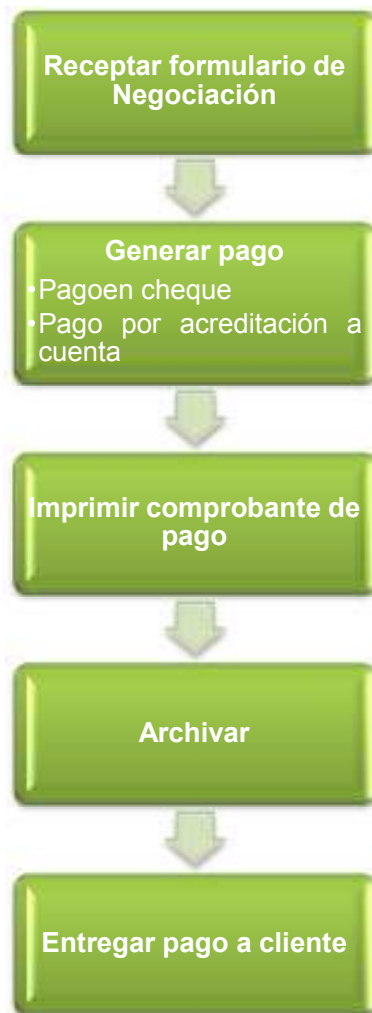 Receptar formulario de
Negociación
Generar pago
•Pagoen cheque
•Pago por acreditación a
cuenta
Imprimir comprobante de
pago
Archivar
Entregar pago a cliente